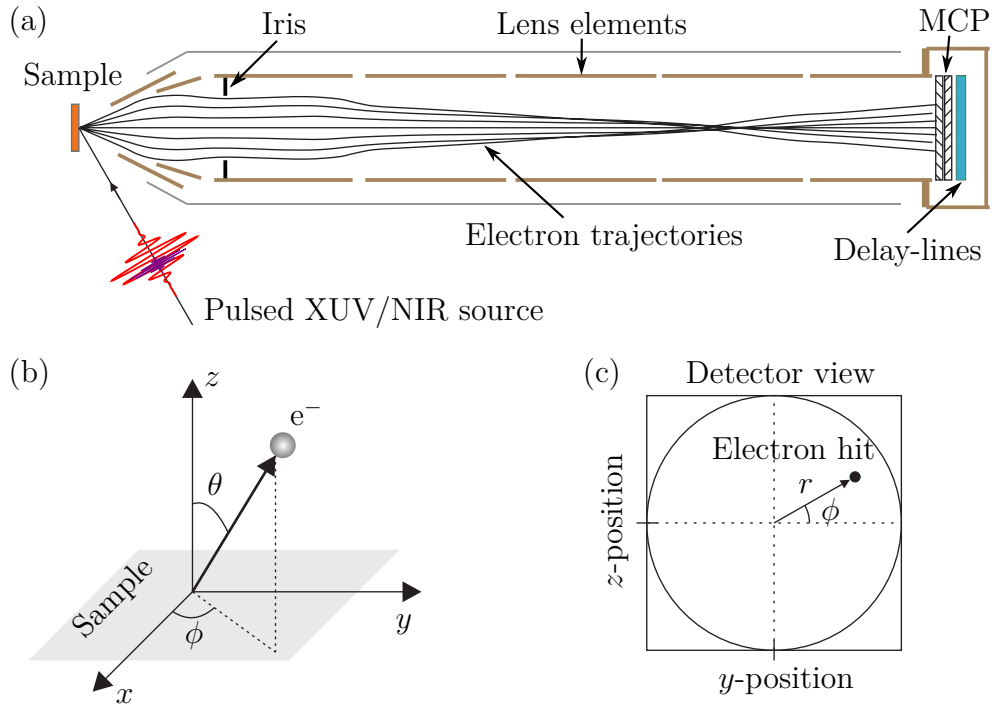 (a)
Iris
Lens elements
MCP
Sample
Electron trajectories
Delay-lines
Pulsed XUV/NIR source
(b)
z
e⁻
θ
Sample
ϕ
y
x
(c)
Detector view
Electron hit
r
ϕ
z-position
y-position